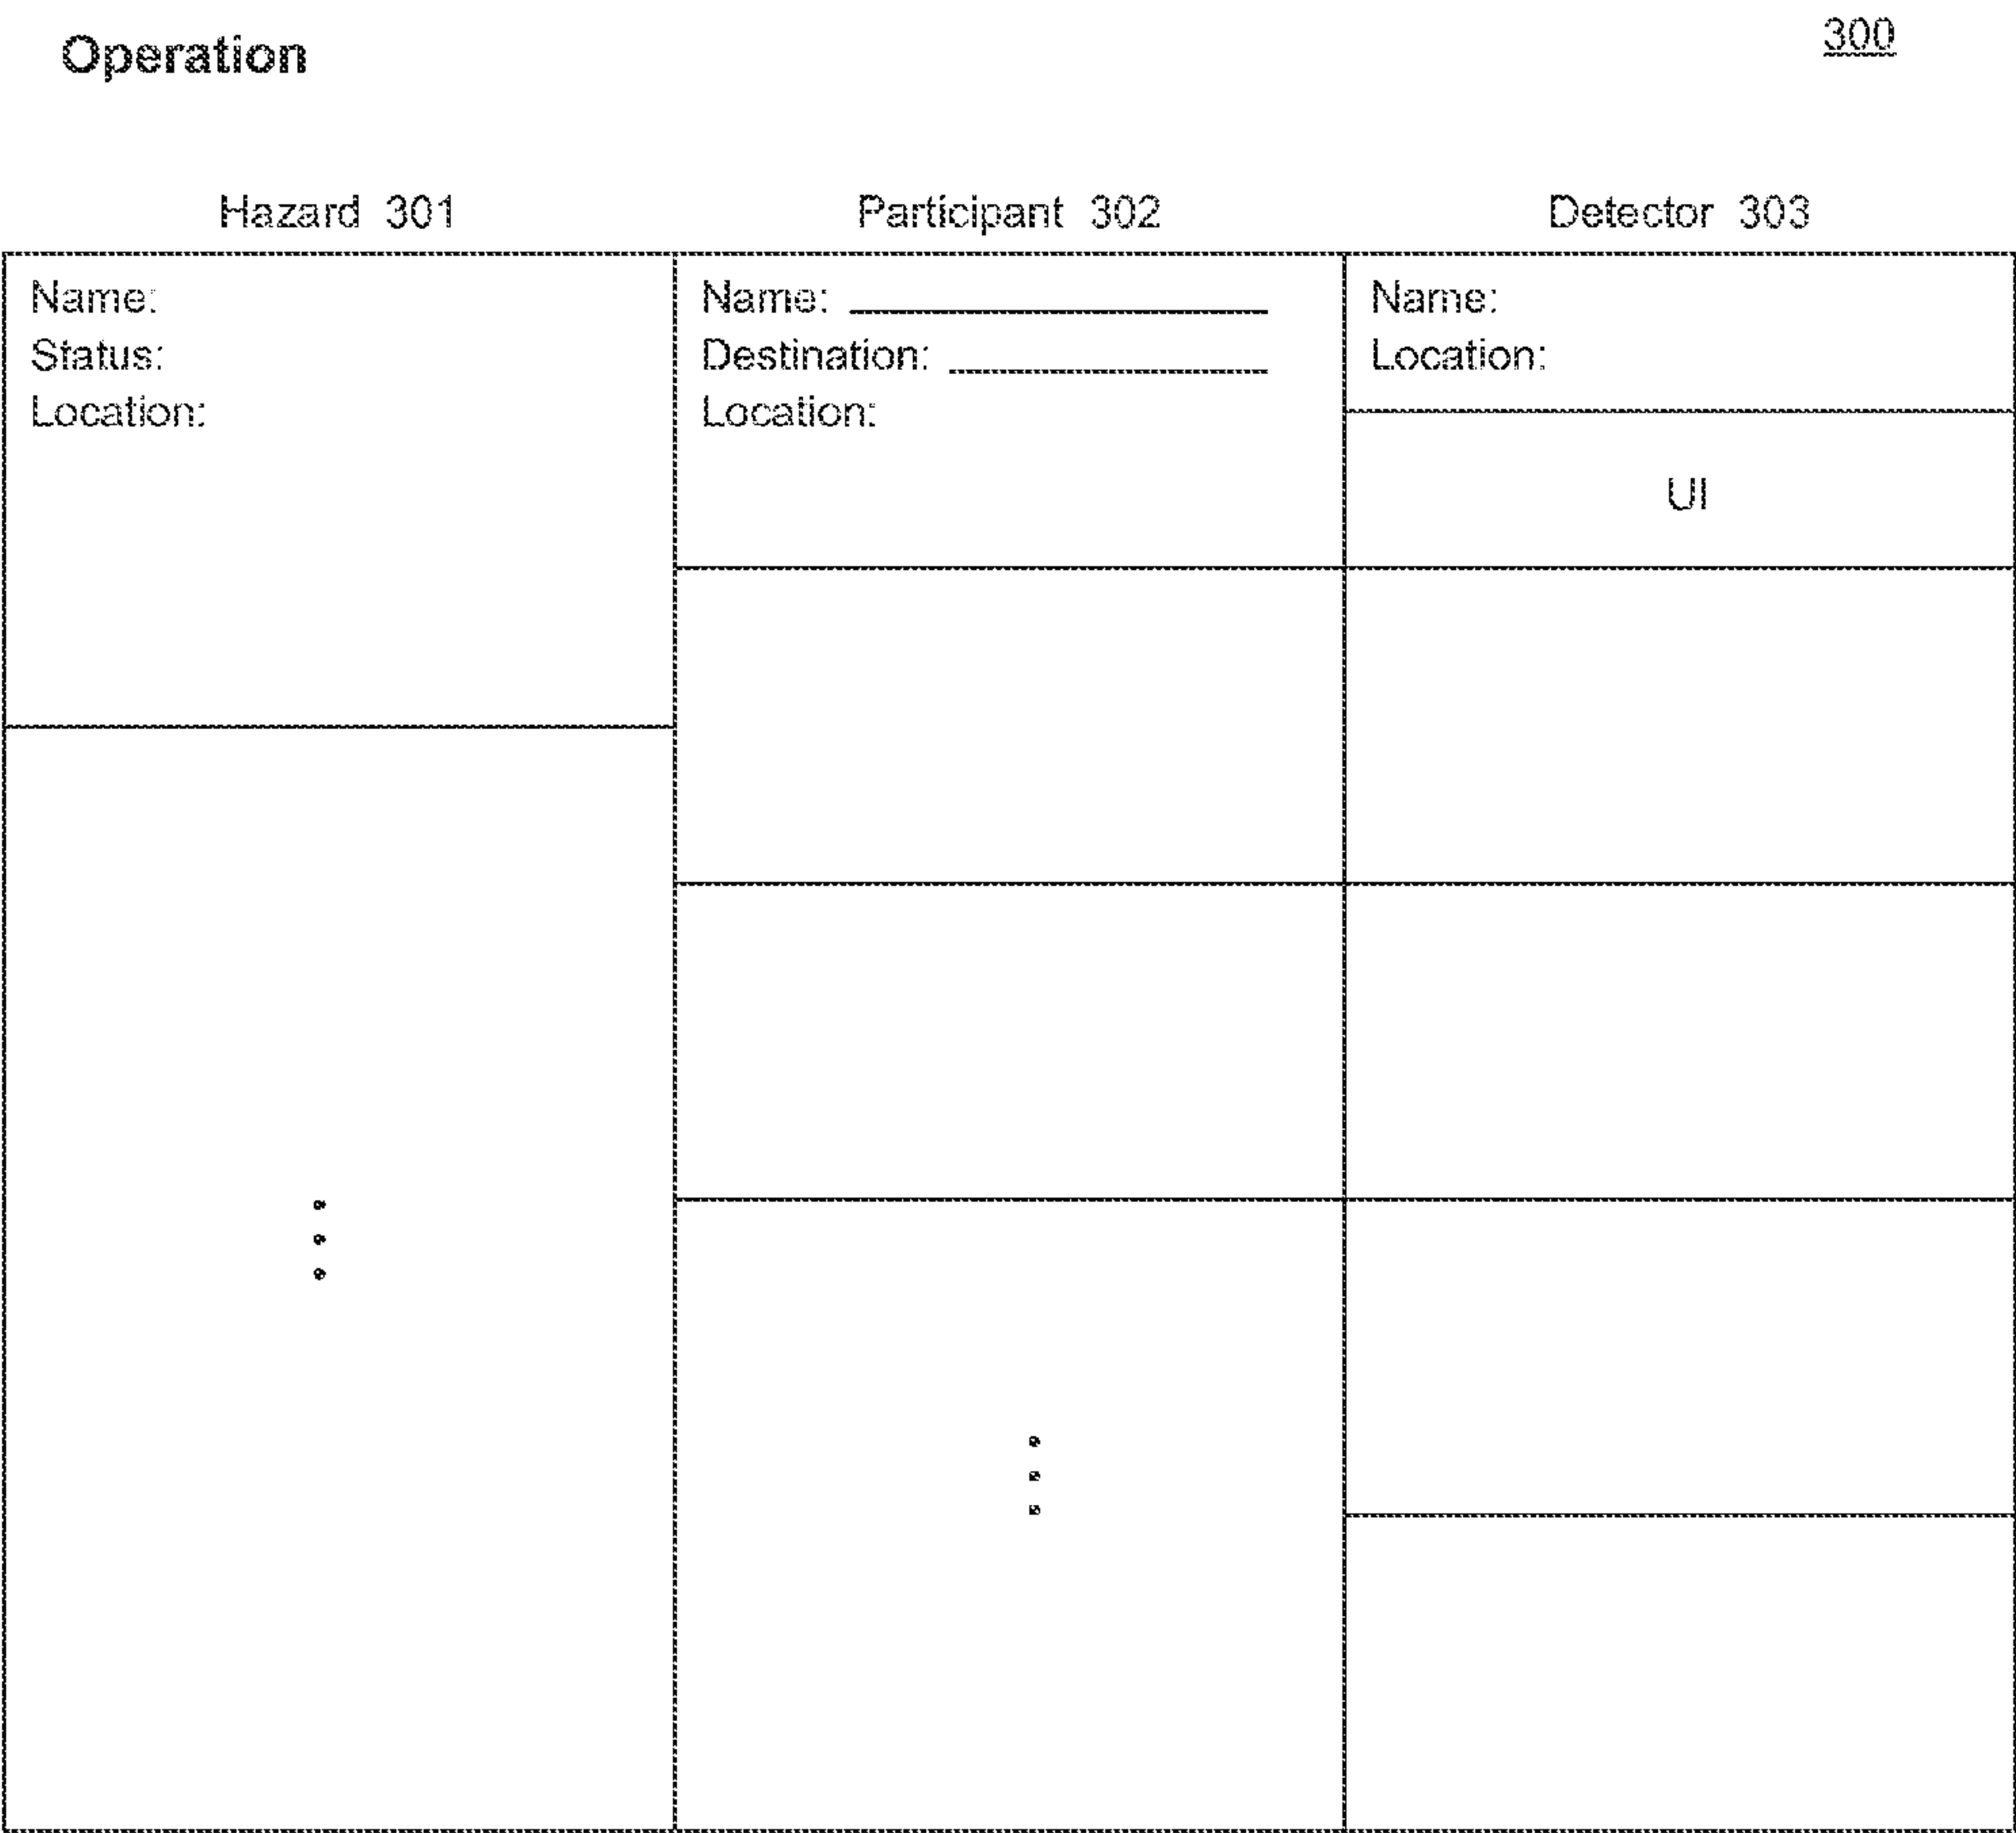 Operation
300
Hazard 301
Participant 302
Detector 303
Name:
Status:
Location:
Name:
Destination:
Location:
Name:
Location:
UI